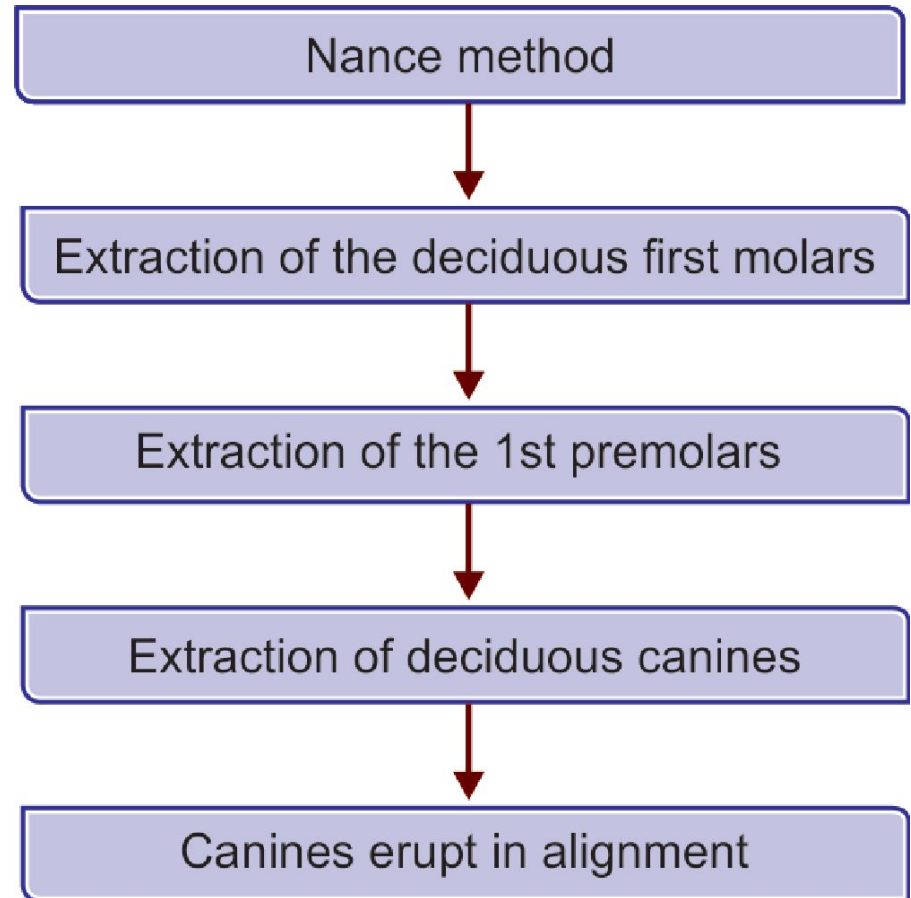 Nance method
Extraction of the deciduous first molars
Extraction of the 1st premolars
Extraction of deciduous canines
Canines erupt in alignment